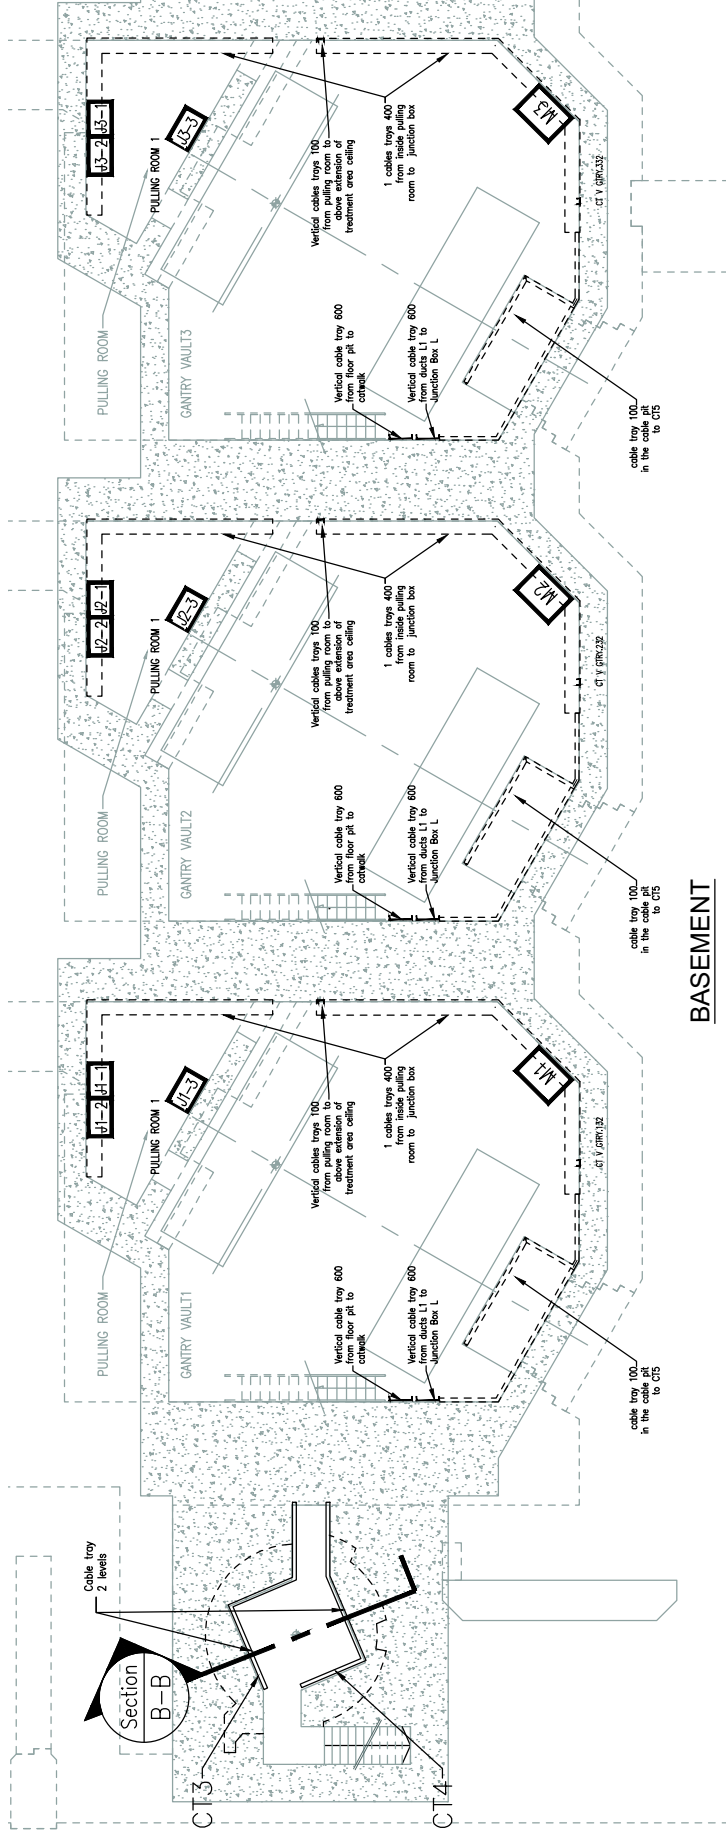 J3-2
J3-1
J3-3
PULLING ROOM 1
PULLING ROOM
GANTRY VAULT3
Vertical cables trays 100
from pulling room to
above extension of
treatment area ceiling
1 cables trays 400
from inside pulling
room to junction box
M3
CT V GTRY.332
Vertical cable tray 600
from floor pit to
catwalk
Vertical cable tray 600
from ducts L1 to
Junction Box L
cable tray 100
in the cable pit
to CT5
J2-2
J2-1
J2-3
PULLING ROOM 1
PULLING ROOM
GANTRY VAULT2
Vertical cables trays 100
from pulling room to
above extension of
treatment area ceiling
1 cables trays 400
from inside pulling
room to junction box
M2
CT V GTRY.232
Vertical cable tray 600
from floor pit to
catwalk
Vertical cable tray 600
from ducts L1 to
Junction Box L
cable tray 100
in the cable pit
to CT5
J1-2
J1-1
J1-3
PULLING ROOM 1
PULLING ROOM
GANTRY VAULT1
Vertical cables trays 100
from pulling room to
above extension of
treatment area ceiling
1 cables trays 400
from inside pulling
room to junction box
M1
CT V GTRY.132
Vertical cable tray 600
from floor pit to
catwalk
Vertical cable tray 600
from ducts L1 to
Junction Box L
cable tray 100
in the cable pit
to CT5
Cable tray
2 levels
Section
B-B
CT3
CT4
BASEMENT